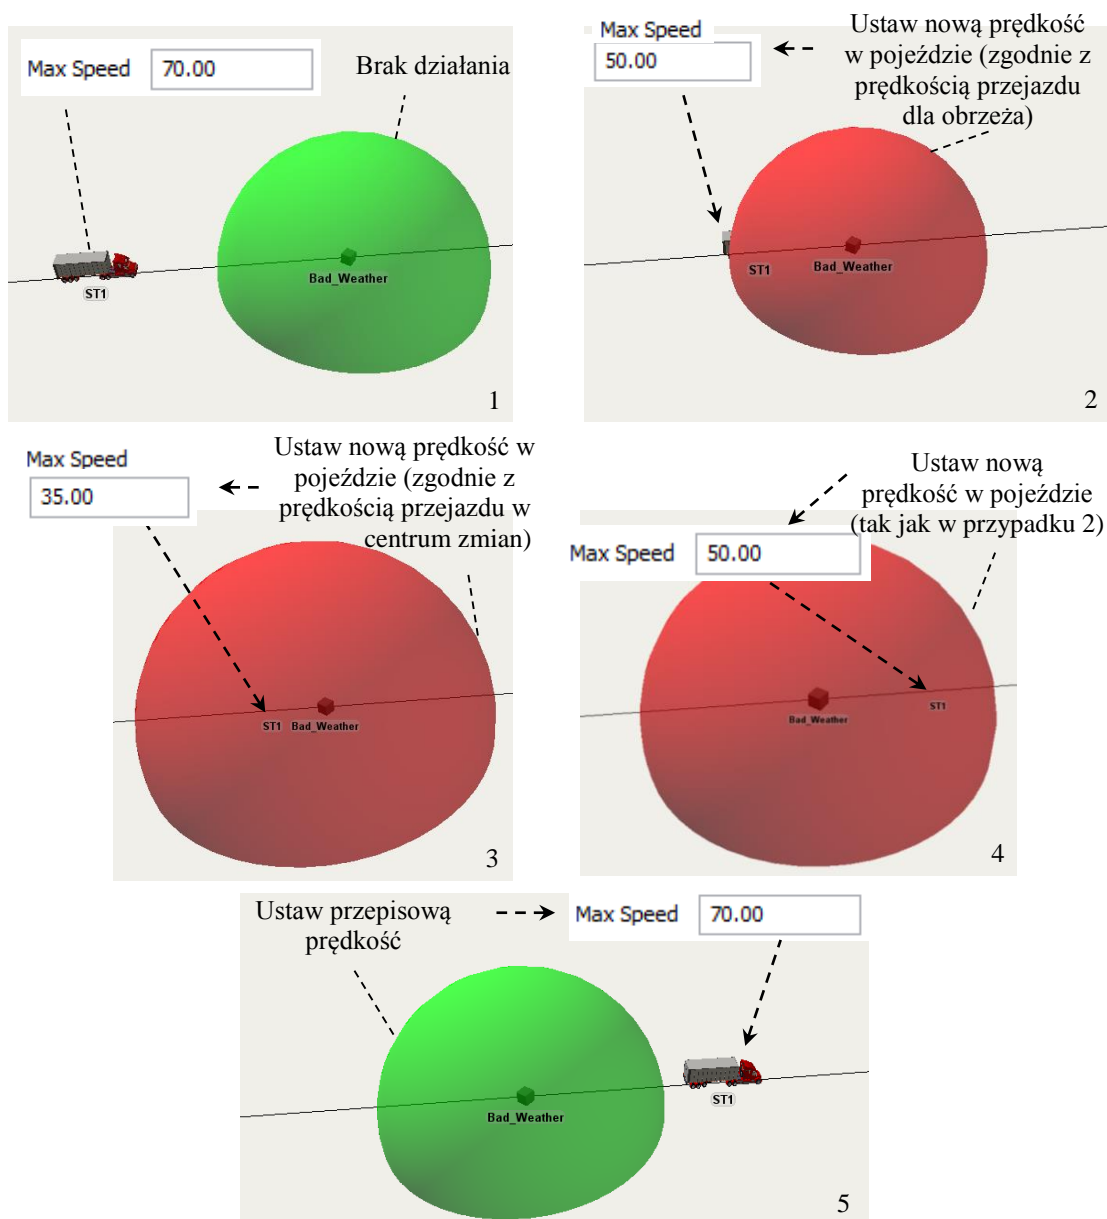 Max Speed 70.00
Brak działania
ST1
Bad_Weather
1
Max Speed
50.00
Ustaw nową prędkość
w pojeździe (zgodnie z
prędkością przejazdu
dla obrzeża)
ST1
Bad_Weather
2
Max Speed
35.00
Ustaw nową prędkość w
pojeździe (zgodnie z
prędkością przejazdu w
centrum zmian)
ST1 Bad_Weather
3
Ustaw nową
prędkość w pojeździe
(tak jak w przypadku 2)
Max Speed 50.00
Bad_Weather
ST1
4
Ustaw przepisową
prędkość
Max Speed 70.00
Bad_Weather
ST1
5